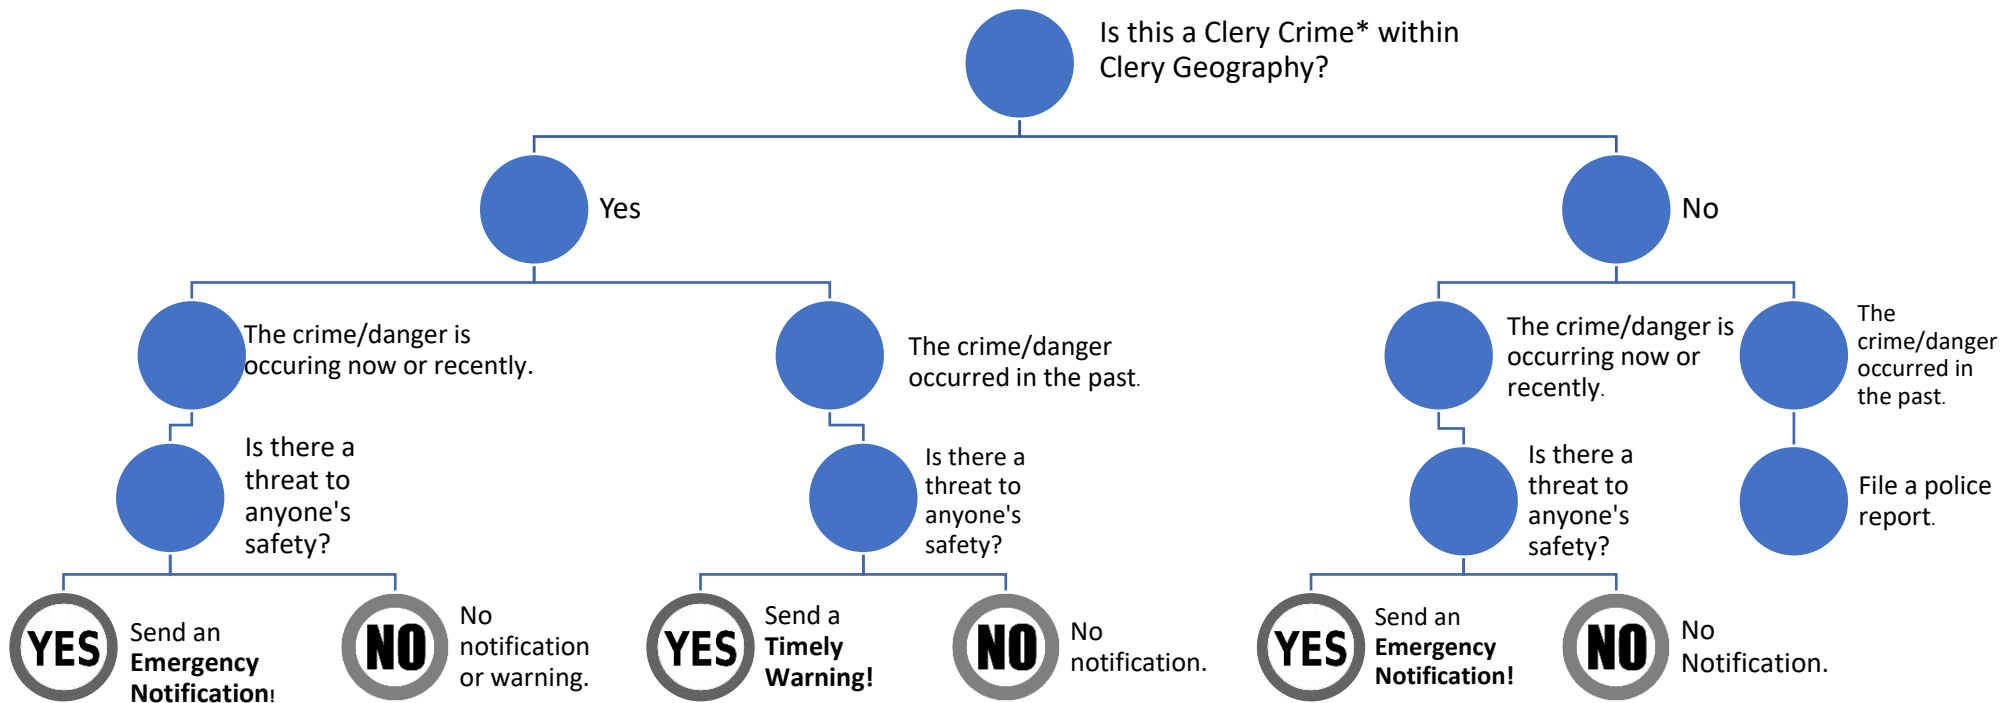 Is this a Clery Crime* within
Clery Geography?
Yes
No
The crime/danger is
occuring now or recently.
The crime/danger
occurred in the past.
The crime/danger is
occurring now or
recently.
The
crime/danger
occurred in
the past.
Is there a
threat to
anyone's
safety?
Is there a
threat to
anyone's
safety?
Is there a
threat to
anyone's
safety?
File a police
report.
YES
Send an
Emergency
Notification!
NO
No
notification
or warning.
YES
Send a
Timely
Warning!
NO
No
notification.
YES
Send an
Emergency
Notification!
NO
No
Notification.